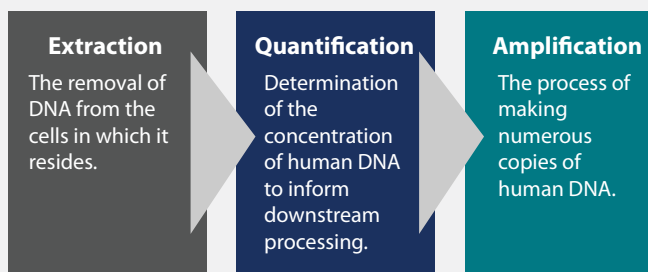 Extraction
The removal of
DNA from the
cells in which it
resides.
Quantification
Determination
of the
concentration
of human DNA
to inform
downstream
processing.
Amplification
The process of
making
numerous
copies of
human DNA.